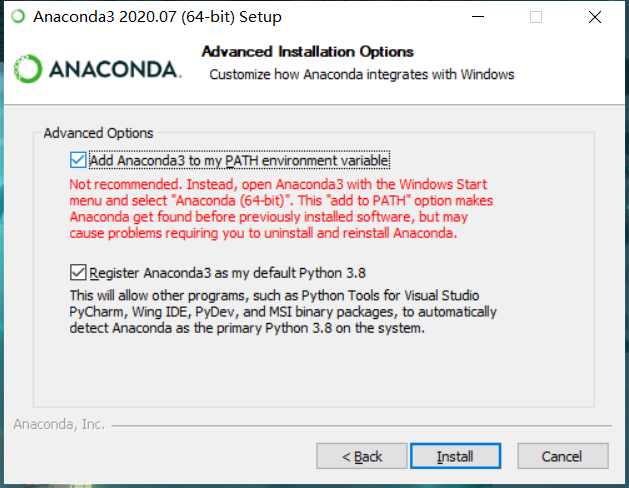 Anaconda3 2020.07 (64-bit) Setup
Advanced Installation Options
ANACONDA.
Customize how Anaconda integrates with Windows
Advanced Options
Add Anaconda3 to my PATH environment variable
Not recommended. Instead, open Anaconda3 with the Windows Start
menu and select "Anaconda (64-bit)". This "add to PATH" option makes
Anaconda get found before previously installed software, but may
cause problems requiring you to uninstall and reinstall Anaconda.
Register Anaconda3 as my default Python 3.8
This will allow other programs, such as Python Tools for Visual Studio
PyCharm, Wing IDE, PyDev, and MSI binary packages, to automatically
detect Anaconda as the primary Python 3.8 on the system.
Anaconda, Inc.
< Back
Install
Cancel